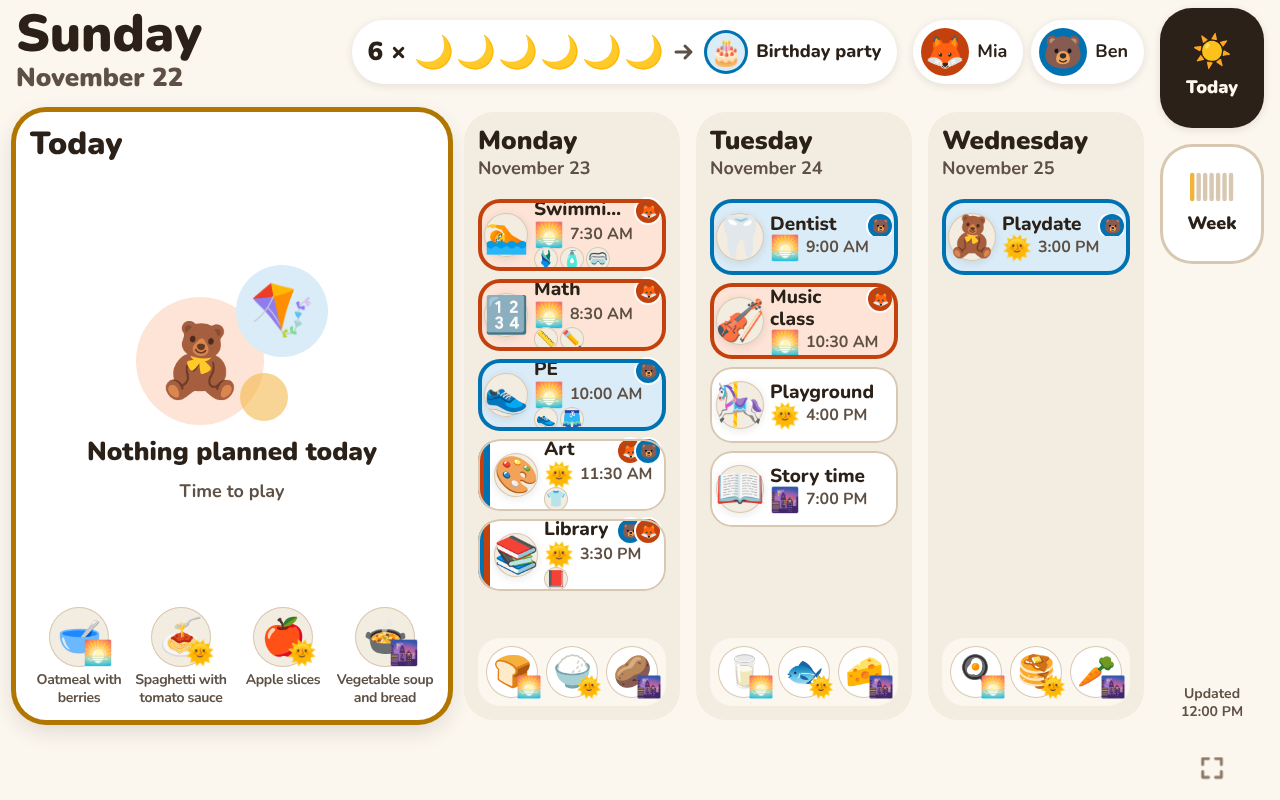 Sunday
November 22
6 ×
Birthday party
Mia
Ben
Today
Week
Updated
12:00 PM
Today
Nothing planned today
Time to play
Oatmeal with
berries
Spaghetti with
tomato sauce
Apple slices
Vegetable soup
and bread
Monday
November 23
Swimmi...
7:30 AM
Math
8:30 AM
PE
10:00 AM
Art
11:30 AM
Library
3:30 PM
Tuesday
November 24
Dentist
9:00 AM
Music
class
10:30 AM
Playground
4:00 PM
Story time
7:00 PM
Wednesday
November 25
Playdate
3:00 PM